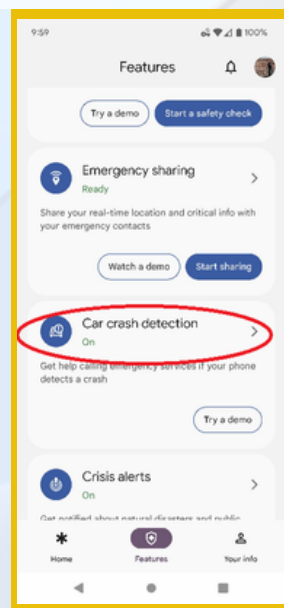 9:59
100%
Features
Try a demo
Start a safety check
Emergency sharing
Ready
Share your real-time location and critical info with
your emergency contacts
Watch a demo
Start sharing
Car crash detection
On
Get help calling emergency services if your phone
detects a crash
Try a demo
Crisis alerts
On
Get notified about natural disasters and public
Home
Features
Your info